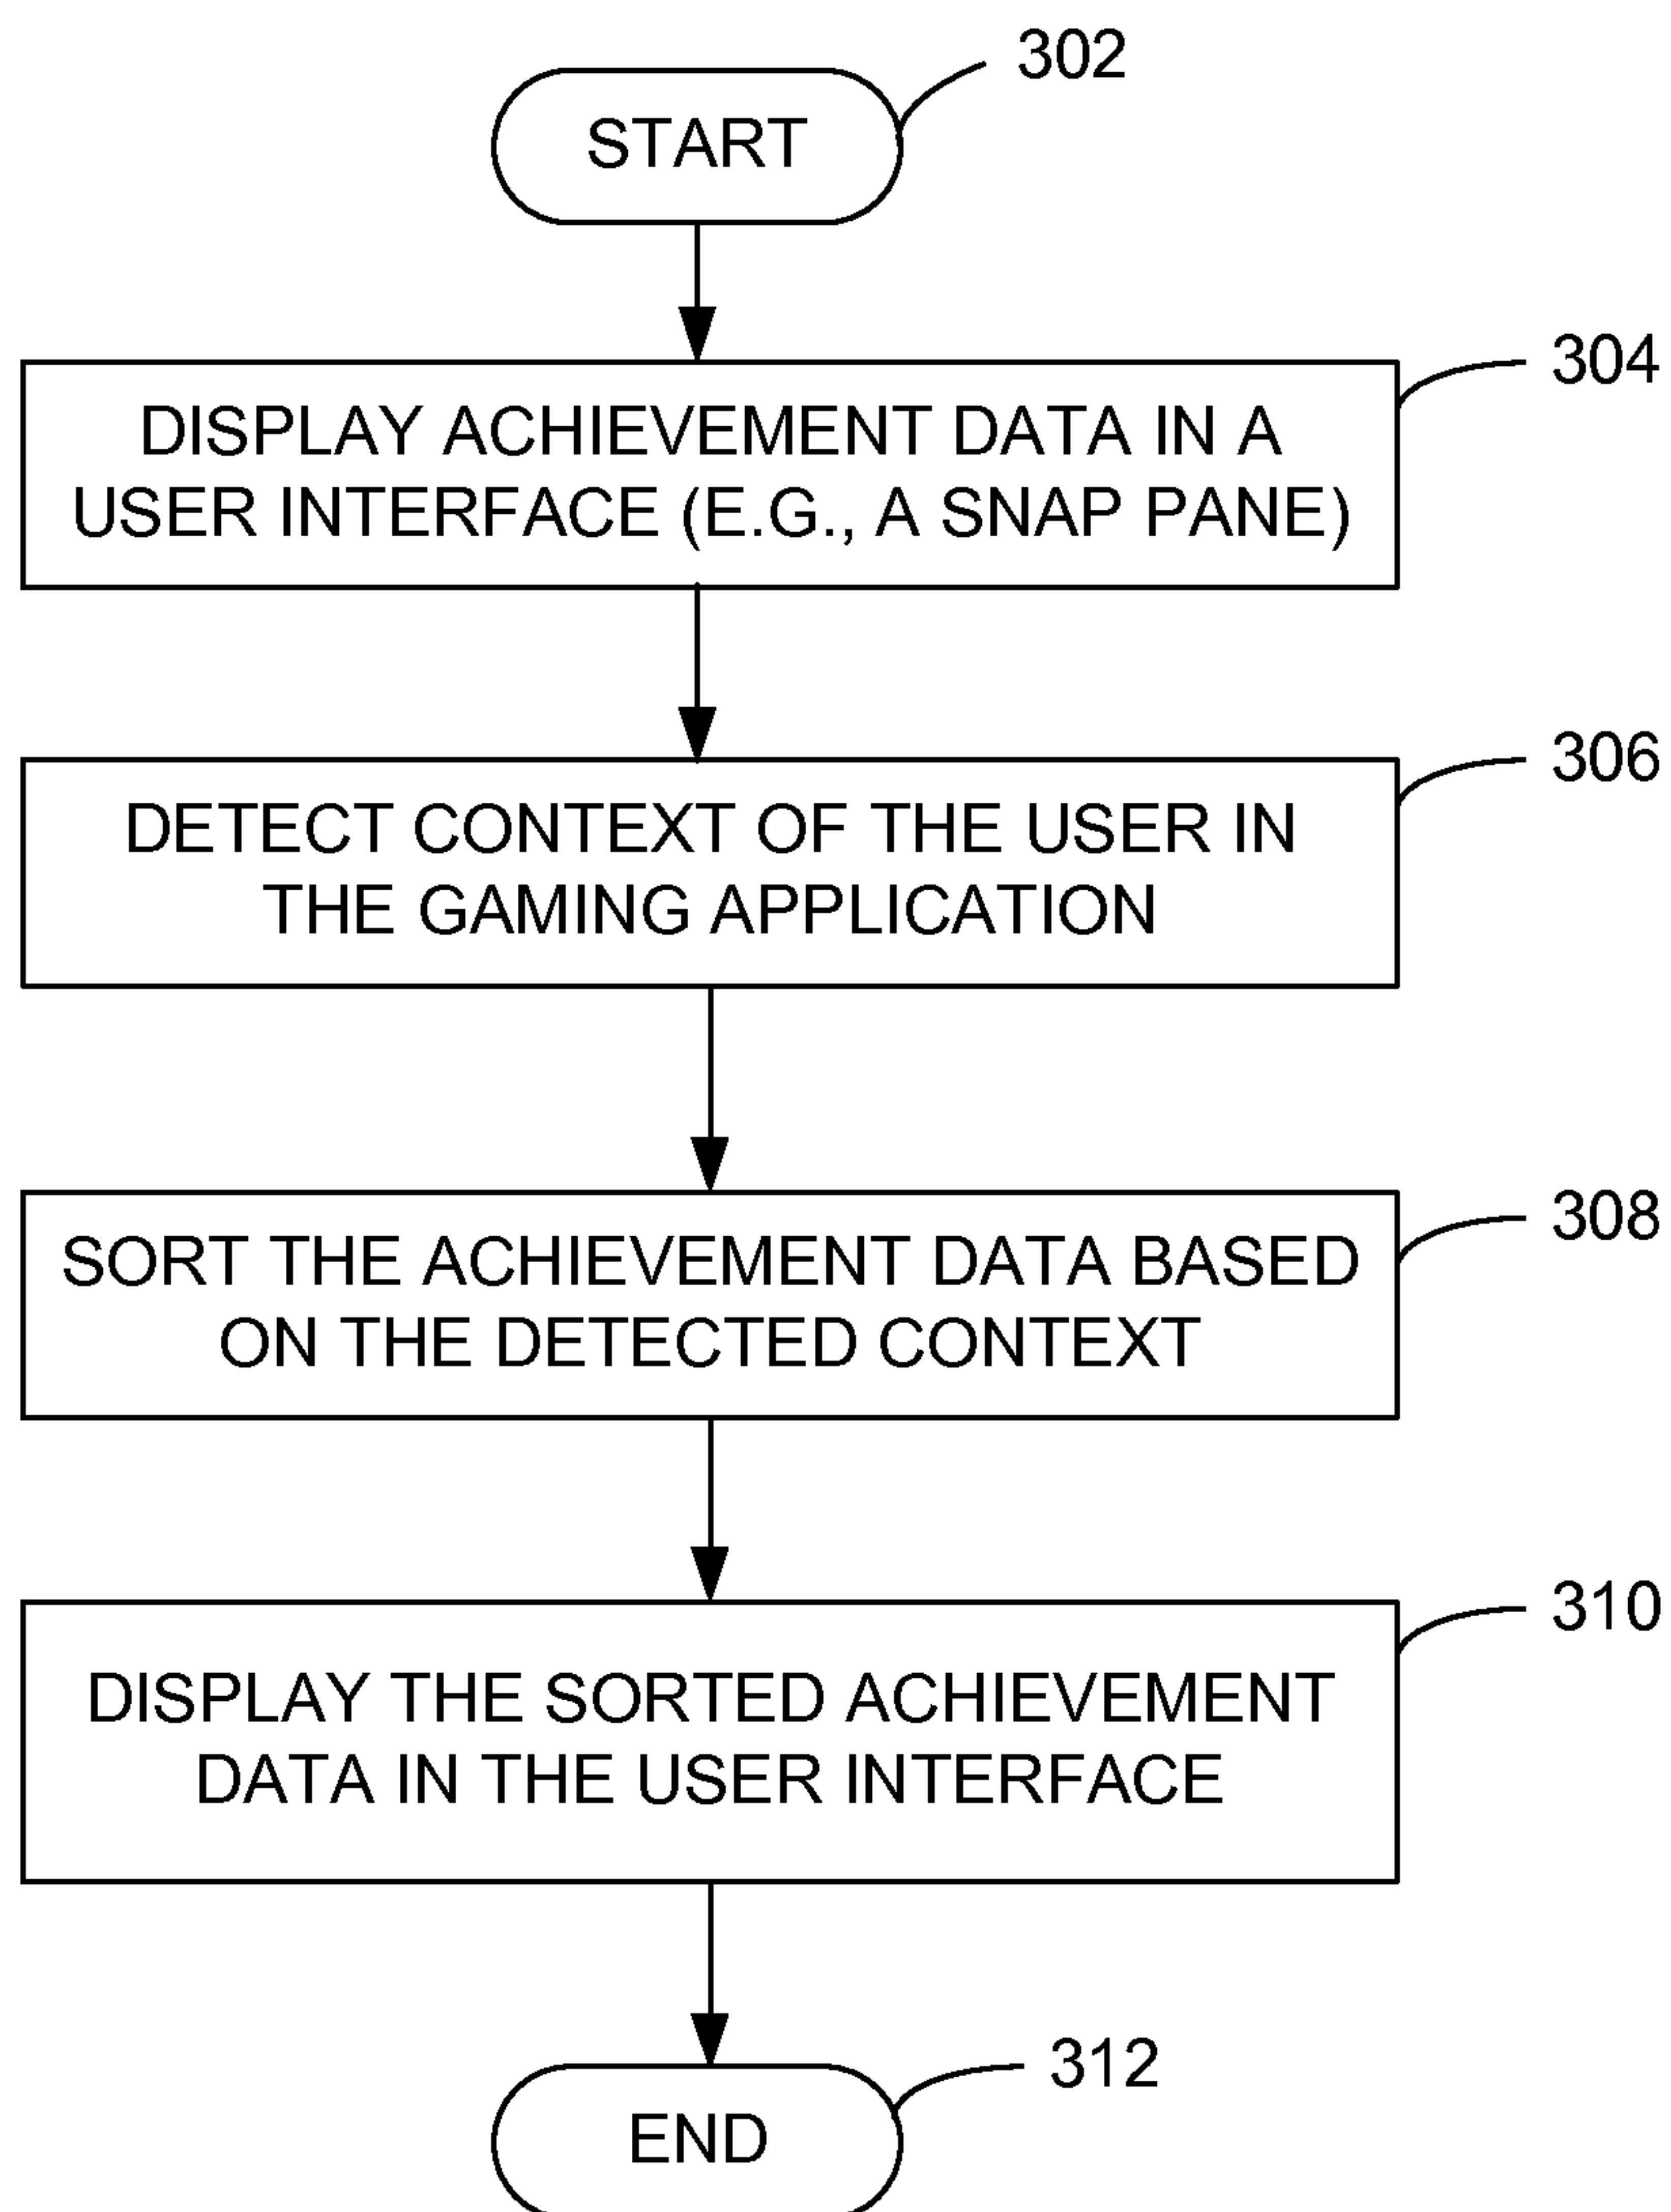 302
START
304
DISPLAY ACHIEVEMENT DATA IN A
USER INTERFACE (E.G., A SNAP PANE)
306
DETECT CONTEXT OF THE USER IN
THE GAMING APPLICATION
308
SORT THE ACHIEVEMENT DATA BASED
ON THE DETECTED CONTEXT
310
DISPLAY THE SORTED ACHIEVEMENT
DATA IN THE USER INTERFACE
312
END